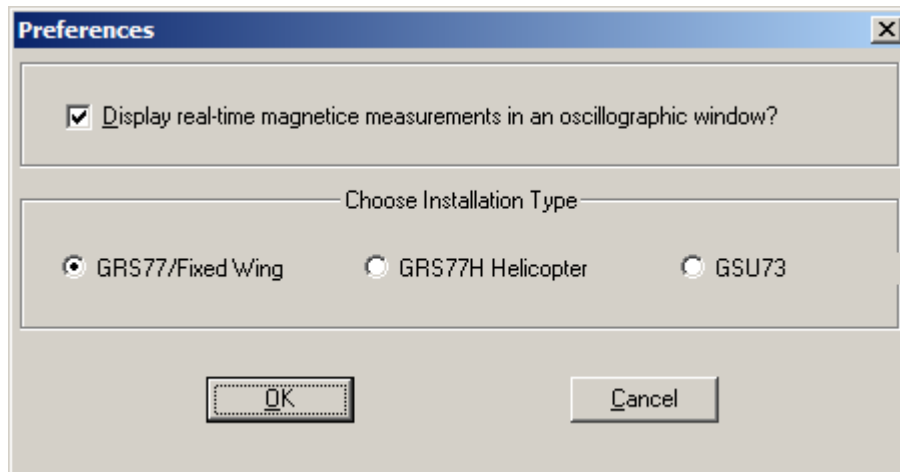 Preferences
Display real-time magnetice measurements in an oscillographic window?
Choose Installation Type
GRS77/Fixed Wing GRS77H Helicopter GSU73
OK Cancel